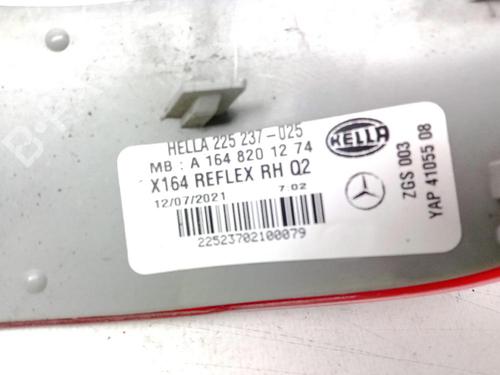 HELLA 225 237-025
MB : A 164 820 12 74
X164 REFLEX RH Q2
12/07/2021 7:02
22523702100079
HELLA
ZGS 003
YAP 41055 08